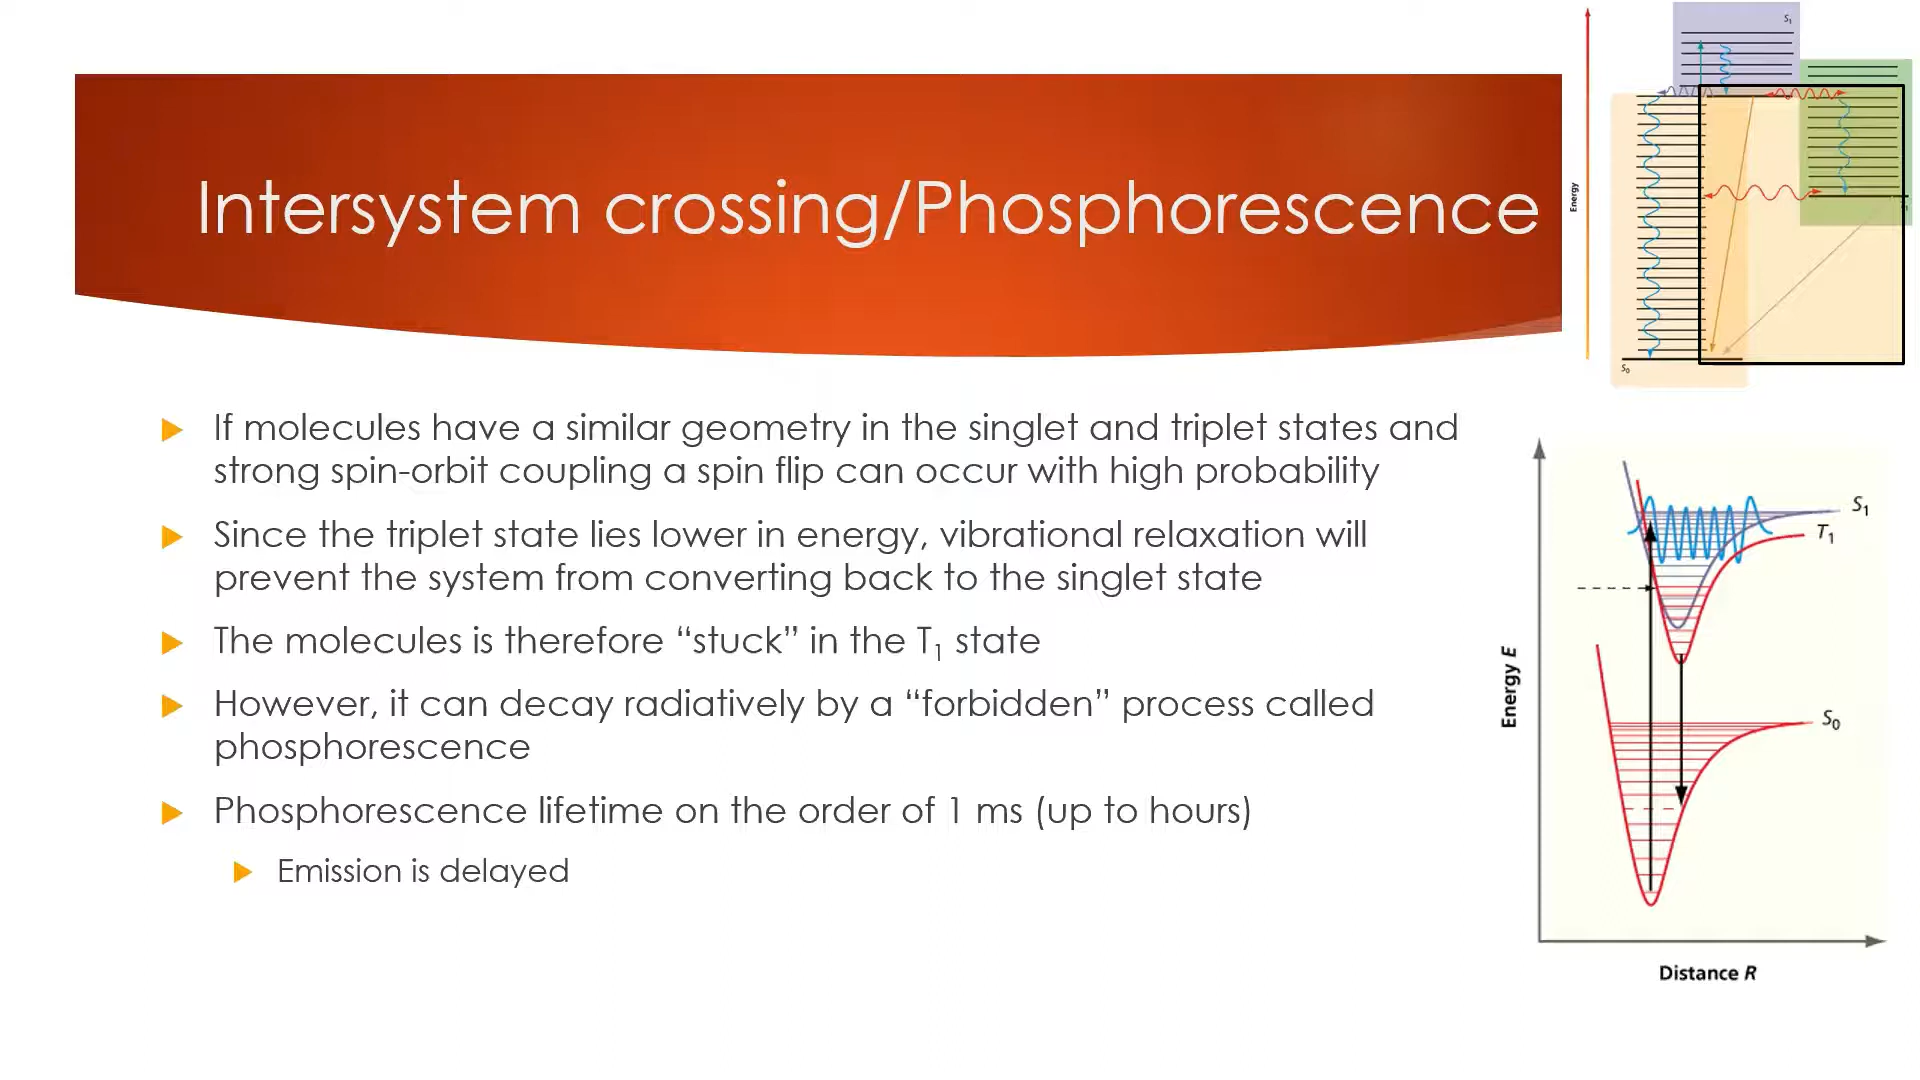 Intersystem crossing/Phosphorescence
If molecules have a similar geometry in the singlet and triplet states and
strong spin-orbit coupling a spin flip can occur with high probability
Since the triplet state lies lower in energy, vibrational relaxation will
prevent the system from converting back to the singlet state
The molecules is therefore “stuck” in the T₁ state
However, it can decay radiatively by a “forbidden” process called
phosphorescence
Phosphorescence lifetime on the order of 1 ms (up to hours)
Emission is delayed
Energy
S₁
S₀
Energy E
S₁
T₁
S₀
Distance R